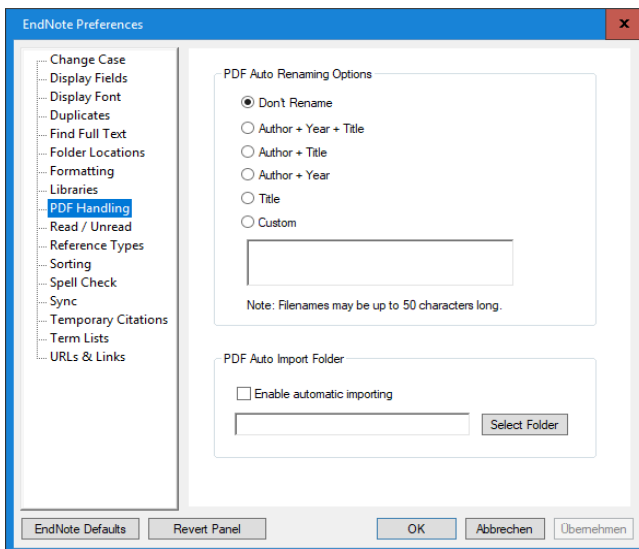 EndNote Preferences
x
Change Case
Display Fields
Display Font
Duplicates
Find Full Text
Folder Locations
Formatting
Libraries
PDF Handling
Read / Unread
Reference Types
Sorting
Spell Check
Sync
Temporary Citations
Term Lists
URLs & Links
PDF Auto Renaming Options
Don't Rename
Author + Year + Title
Author + Title
Author + Year
Title
Custom
Note: Filenames may be up to 50 characters long.
PDF Auto Import Folder
Enable automatic importing
Select Folder
EndNote Defaults
Revert Panel
OK
Abbrechen
Übernehmen